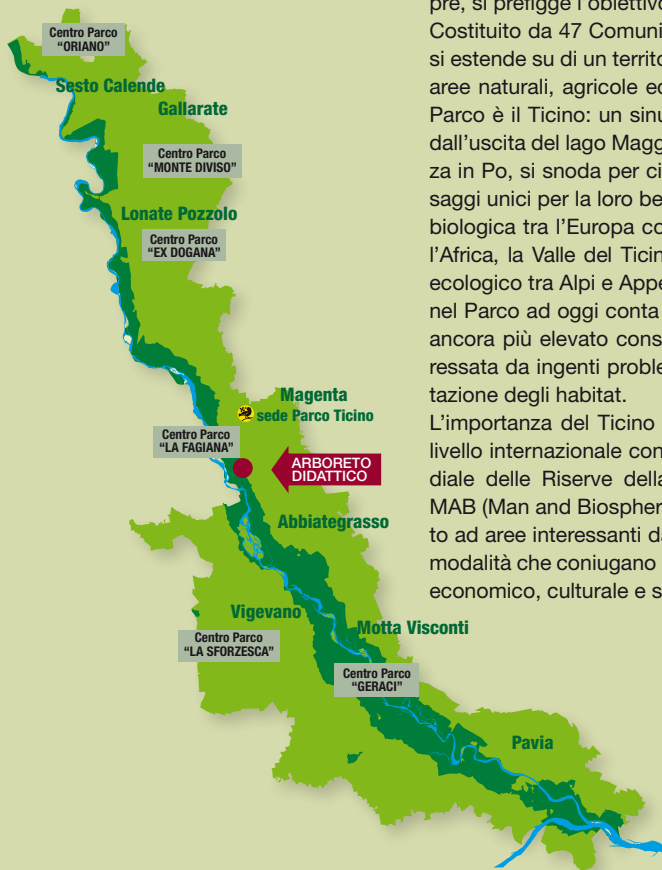 Centro Parco
“ORIANO”
Sesto Calende
Gallarate
Centro Parco
“MONTE DIVISO”
Lonate Pozzolo
Centro Parco
“EX DOGANA”
Magenta
sede Parco Ticino
Centro Parco
“LA FAGIANA”
ARBORETO
DIDATTICO
Abbiategrasso
Vigevano
Centro Parco
“LA SFORZESCA”
Motta Visconti
Centro Parco
“GERACI”
Pavia
pre, si prefigge l'obiettivo
Costituito da 47 Comuni
si estende su di un territo
aree naturali, agricole ed
Parco è il Ticino: un sinu
dall'uscita del lago Magg
za in Po, si snoda per ci
saggi unici per la loro be
biologica tra l'Europa co
l'Africa, la Valle del Ticin
ecologico tra Alpi e Appe
nel Parco ad oggi conta
ancora più elevato cons
ressata da ingenti proble
tazione degli habitat.
L'importanza del Ticino
livello internazionale con
diale delle Riserve della
MAB (Man and Biospher
to ad aree interessanti da
modalità che coniugano
economico, culturale e s